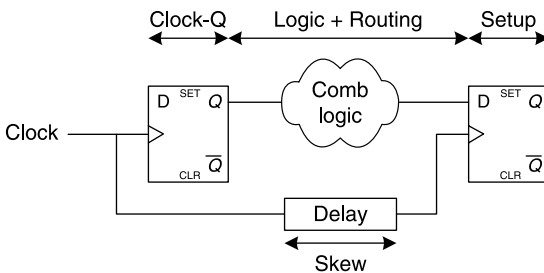 Clock-Q Logic + Routing Setup
D SET Q Comb logic D SET Q
Clock
CLR Q CLR Q
Delay
Skew